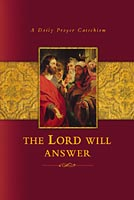 A Daily Prayer Catechism
THE LORD WILL
ANSWER